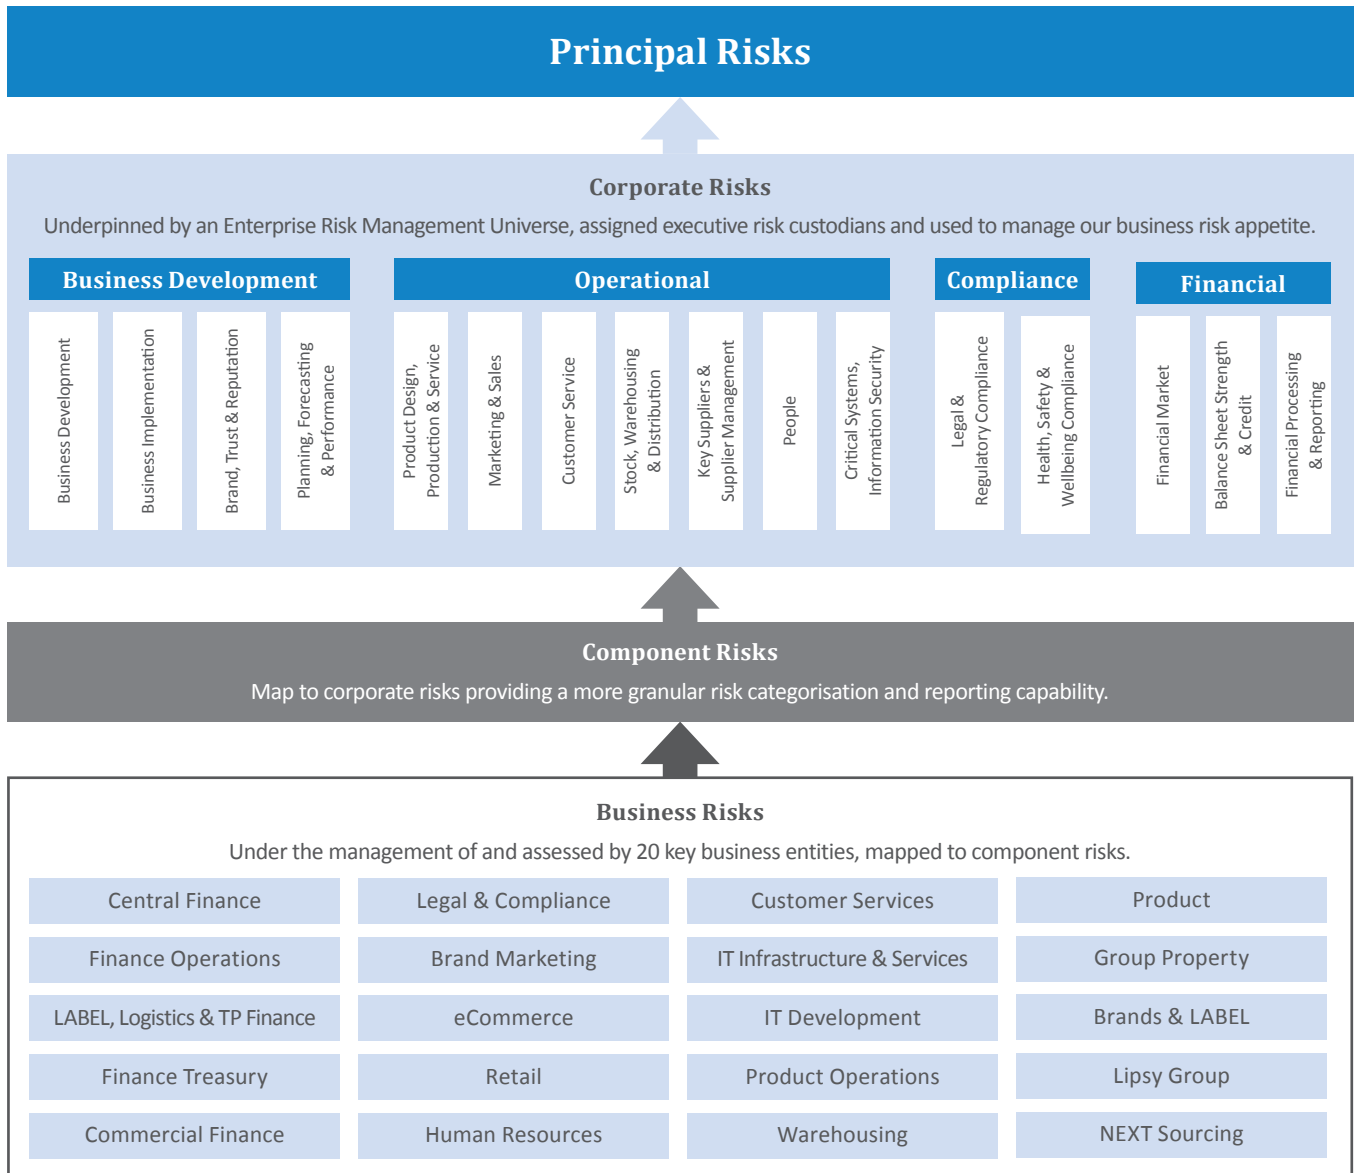 Principal Risks
Corporate Risks
Underpinned by an Enterprise Risk Management Universe, assigned executive risk custodians and used to manage our business risk appetite.
Business Development
Operational
Compliance
Financial
Business Development
Business Implementation
Brand, Trust & Reputation
Planning, Forecasting
& Performance
Product Design,
Production & Service
Marketing & Sales
Customer Service
Stock, Warehousing
& Distribution
Key Suppliers &
Supplier Management
People
Critical Systems,
Information Security
Legal &
Regulatory Compliance
Health, Safety &
Wellbeing Compliance
Financial Market
Balance Sheet Strength
& Credit
Financial Processing
& Reporting
Component Risks
Map to corporate risks providing a more granular risk categorisation and reporting capability.
Business Risks
Under the management of and assessed by 20 key business entities, mapped to component risks.
Central Finance
Legal & Compliance
Customer Services
Product
Finance Operations
Brand Marketing
IT Infrastructure & Services
Group Property
LABEL, Logistics & TP Finance
eCommerce
IT Development
Brands & LABEL
Finance Treasury
Retail
Product Operations
Lipsy Group
Commercial Finance
Human Resources
Warehousing
NEXT Sourcing